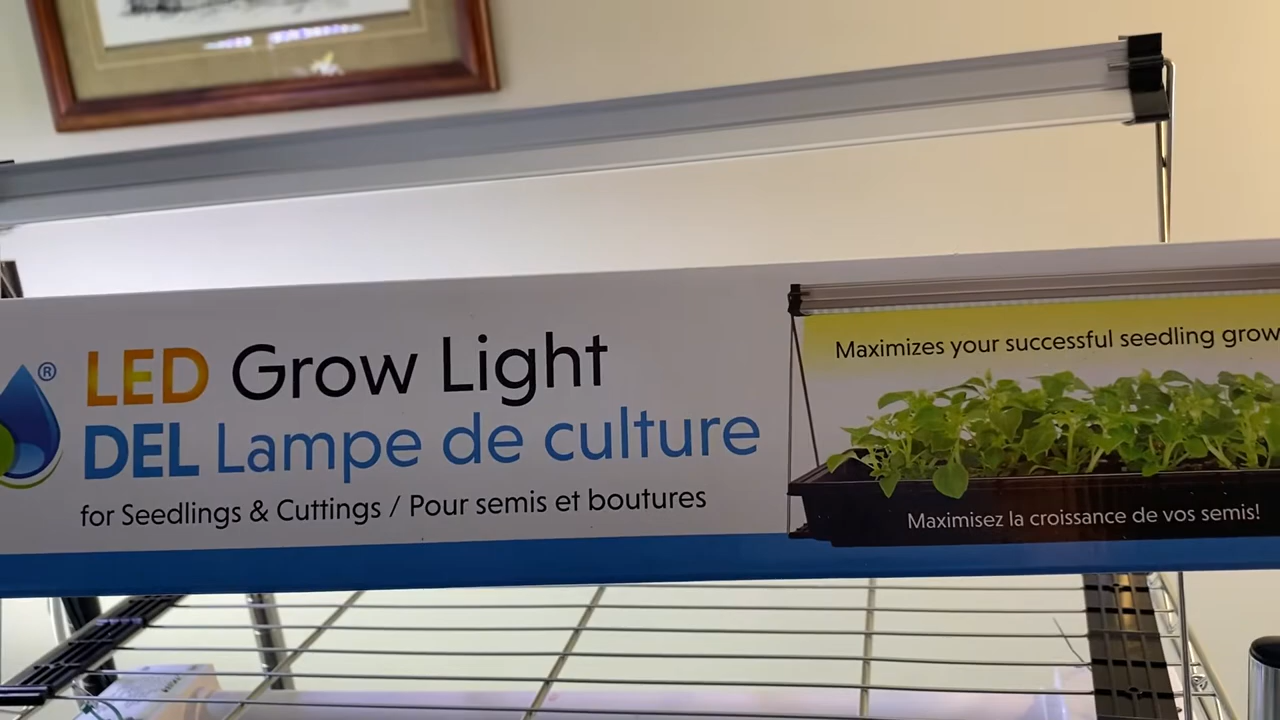 ®
LED Grow Light
DEL Lampe de culture
for Seedlings & Cuttings / Pour semis et boutures
Maximizes your successful seedling grow
Maximisez la croissance de vos semis!